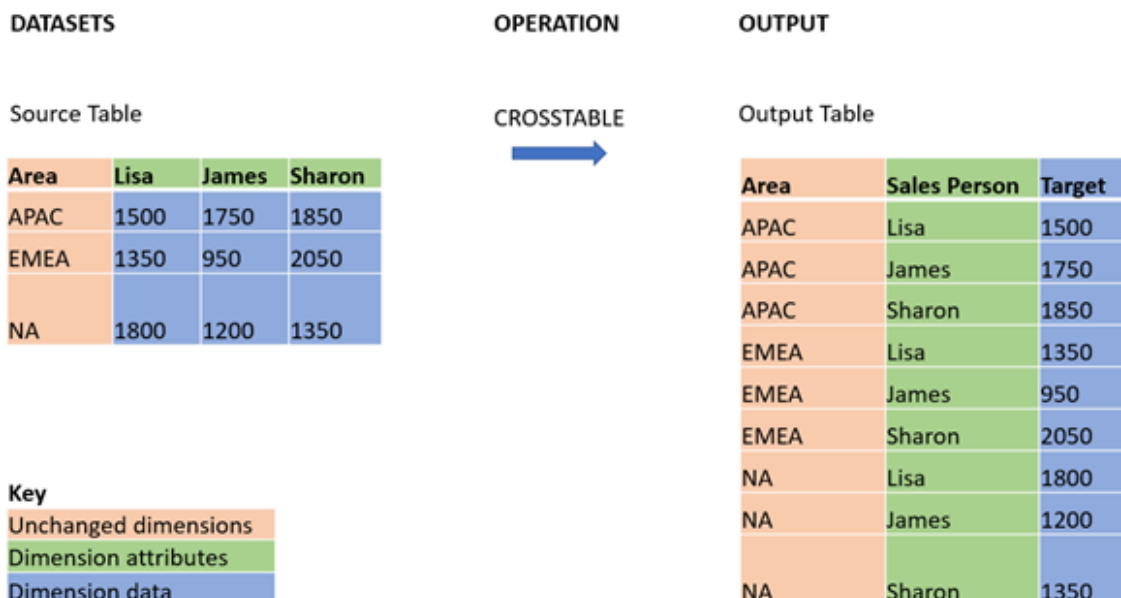 DATASETS
OPERATION
OUTPUT
Source Table
CROSSTABLE
Output Table
Area Lisa James Sharon
APAC 1500 1750 1850
EMEA 1350 950 2050
NA 1800 1200 1350
Key
Unchanged dimensions
Dimension attributes
Dimension data
Area Sales Person Target
APAC Lisa 1500
APAC James 1750
APAC Sharon 1850
EMEA Lisa 1350
EMEA James 950
EMEA Sharon 2050
NA Lisa 1800
NA James 1200
NA Sharon 1350